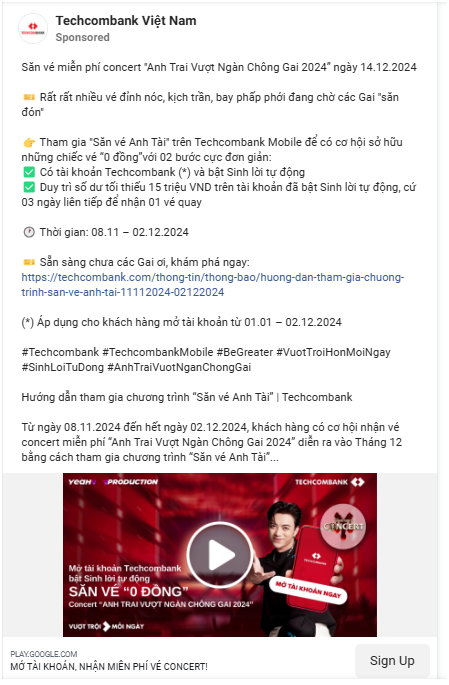 Techcombank Việt Nam
Sponsored
Săn vé miễn phí concert "Anh Trai Vượt Ngàn Chông Gai 2024” ngày 14.12.2024
🎫 Rất rất nhiều vé đỉnh nóc, kịch trần, bay phấp phới đang chờ các Gai "săn
đón"
👉 Tham gia "Săn vé Anh Tài" trên Techcombank Mobile để có cơ hội sở hữu
những chiếc vé “0 đồng”với 02 bước cực đơn giản:
✅ Có tài khoản Techcombank (*) và bật Sinh lời tự động
✅ Duy trì số dư tối thiểu 15 triệu VND trên tài khoản đã bật Sinh lời tự động, cứ
03 ngày liên tiếp để nhận 01 vé quay
🕐 Thời gian: 08.11 – 02.12.2024
🎫 Sẵn sàng chưa các Gai ơi, khám phá ngay:
https://techcombank.com/thong-tin/thong-bao/huong-dan-tham-gia-chuong-
trinh-san-ve-anh-tai-11112024-02122024
(*) Áp dụng cho khách hàng mở tài khoản từ 01.01 – 02.12.2024
#Techcombank #TechcombankMobile #BeGreater #VuotTroiHonMoiNgay
#SinhLoiTuDong #AnhTraiVuotNganChongGai
Hướng dẫn tham gia chương trình “Săn vé Anh Tài” | Techcombank
Từ ngày 08.11.2024 đến hết ngày 02.12.2024, khách hàng có cơ hội nhận vé
concert miễn phí “Anh Trai Vượt Ngàn Chông Gai 2024” diễn ra vào Tháng 12
bằng cách tham gia chương trình “Săn vé Anh Tài”...
YEAH1 PRODUCTION
TECHCOMBANK
CONCERT
Mở tài khoản Techcombank
bật Sinh lời tự động
SĂN VÉ “0 ĐỒNG”
Concert “ANH TRAI VƯỢT NGÀN CHÔNG GAI 2024”
TECHCOMBANK
MỞ TÀI KHOẢN NGAY
VƯỢT TRỘI MỖI NGÀY
PLAY.GOOGLE.COM
MỞ TÀI KHOẢN, NHẬN MIỄN PHÍ VÉ CONCERT!
Sign Up